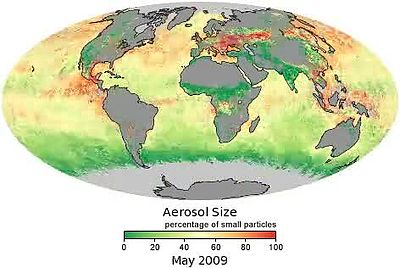 Aerosol Size
percentage of small particles
0 20 40 60 80 100
May 2009